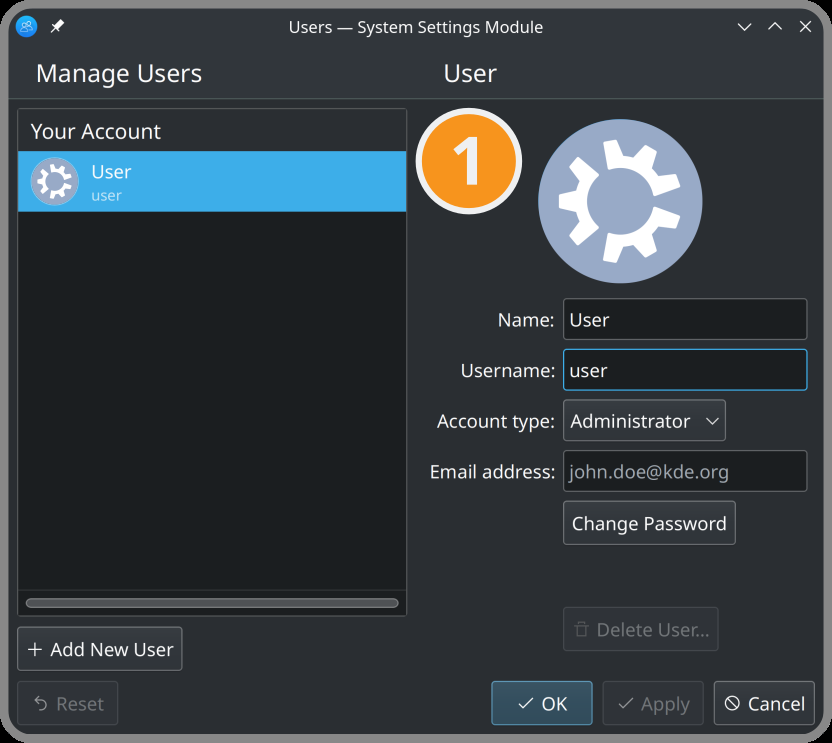 Users — System Settings Module
Manage Users
User
Your Account
User
user
1
Name: User
Username: user
Account type: Administrator
Email address: john.doe@kde.org
Change Password
Delete User...
Add New User
Reset
OK
Apply
Cancel